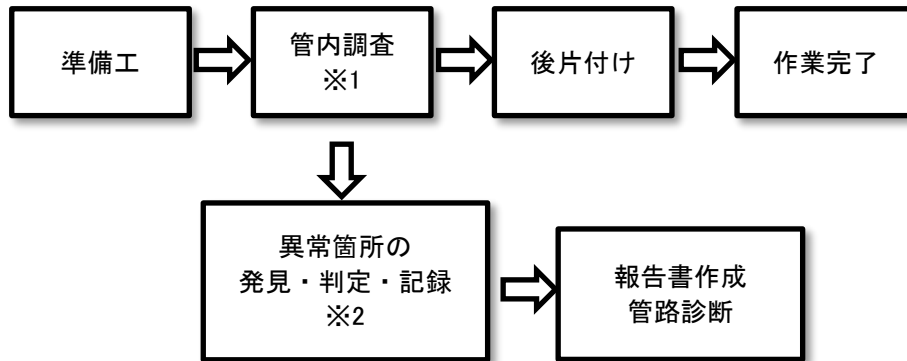 準備工
管内調査
※1
後片付け
作業完了
異常箇所の
発見・判定・記録
※2
報告書作成
管路診断